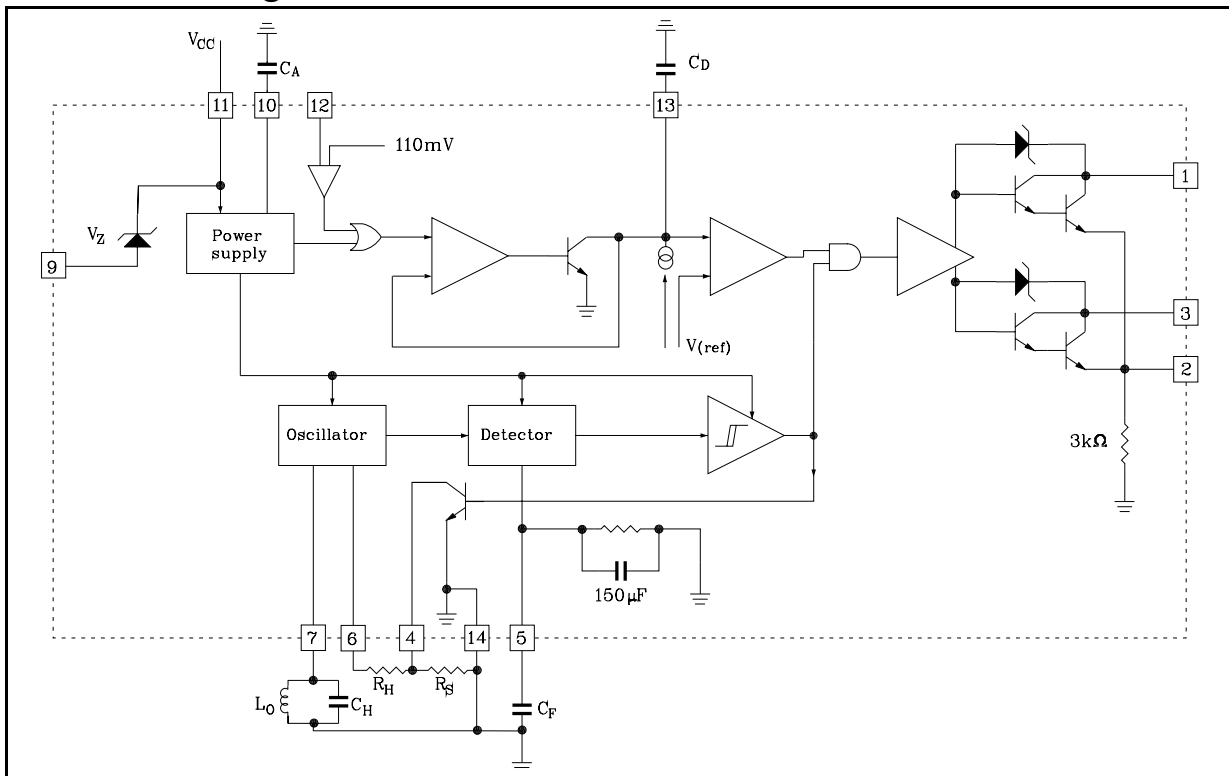 V_CC
C_A
C_D
11
10
12
13
110mV
1
V_Z
Power
supply
9
3
V_(ref)
2
Oscillator
Detector
3kΩ
150μF
7
6
4
14
5
R_H
R_S
L_O
C_H
C_F